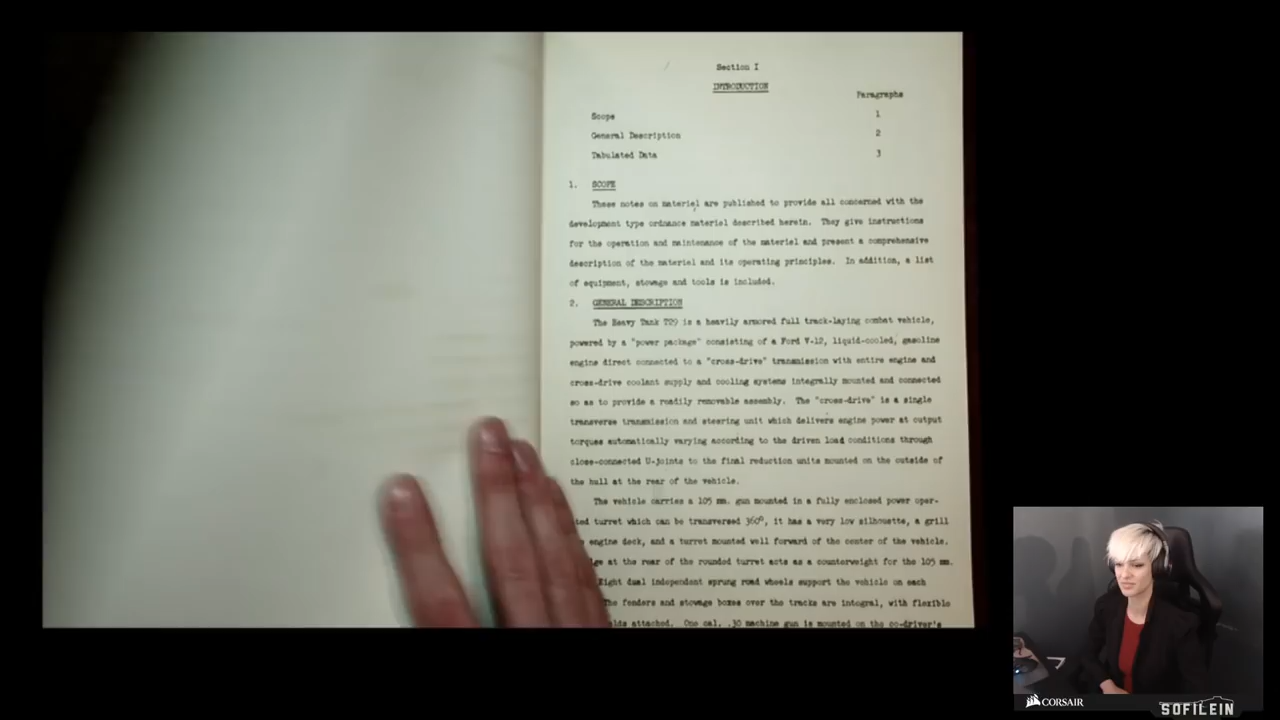 Section I
INTRODUCTION
Paragraphs
Scope 1
General Description 2
Tabulated Data 3
1. SCOPE
These notes on materiel are published to provide all concerned with the
development type ordnance materiel described herein. They give instructions
for the operation and maintenance of the materiel and present a comprehensive
description of the materiel and its operating principles. In addition, a list
of equipment, stowage and tools is included.
2. GENERAL DESCRIPTION
The Heavy Tank T29 is a heavily armored full track-laying combat vehicle,
powered by a "power package" consisting of a Ford V-12, liquid-cooled, gasoline
engine direct connected to a "cross-drive" transmission with entire engine and
cross-drive coolant supply and cooling systems integrally mounted and connected
so as to provide a readily removable assembly. The "cross-drive" is a single
transverse transmission and steering unit which delivers engine power at output
torques automatically varying according to the driven load conditions through
close-connected U-joints to the final reduction units mounted on the outside of
the hull at the rear of the vehicle.
The vehicle carries a 105 mm. gun mounted in a fully enclosed power oper-
ted turret which can be transversed 360°, it has a very low silhouette, a grill
engine deck, and a turret mounted well forward of the center of the vehicle.
ge at the rear of the rounded turret acts as a counterweight for the 105 mm.
Eight dual independent sprung road wheels support the vehicle on each
The fenders and stowage boxes over the tracks are integral, with flexible
lds attached. One cal. .30 machine gun is mounted on the co-driver's
CORSAIR
SOFILEIN